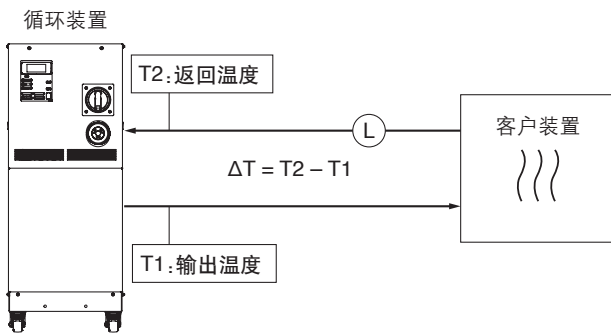 循环装置
T2:返回温度
L
客户装置
ΔT = T2 – T1
T1:输出温度